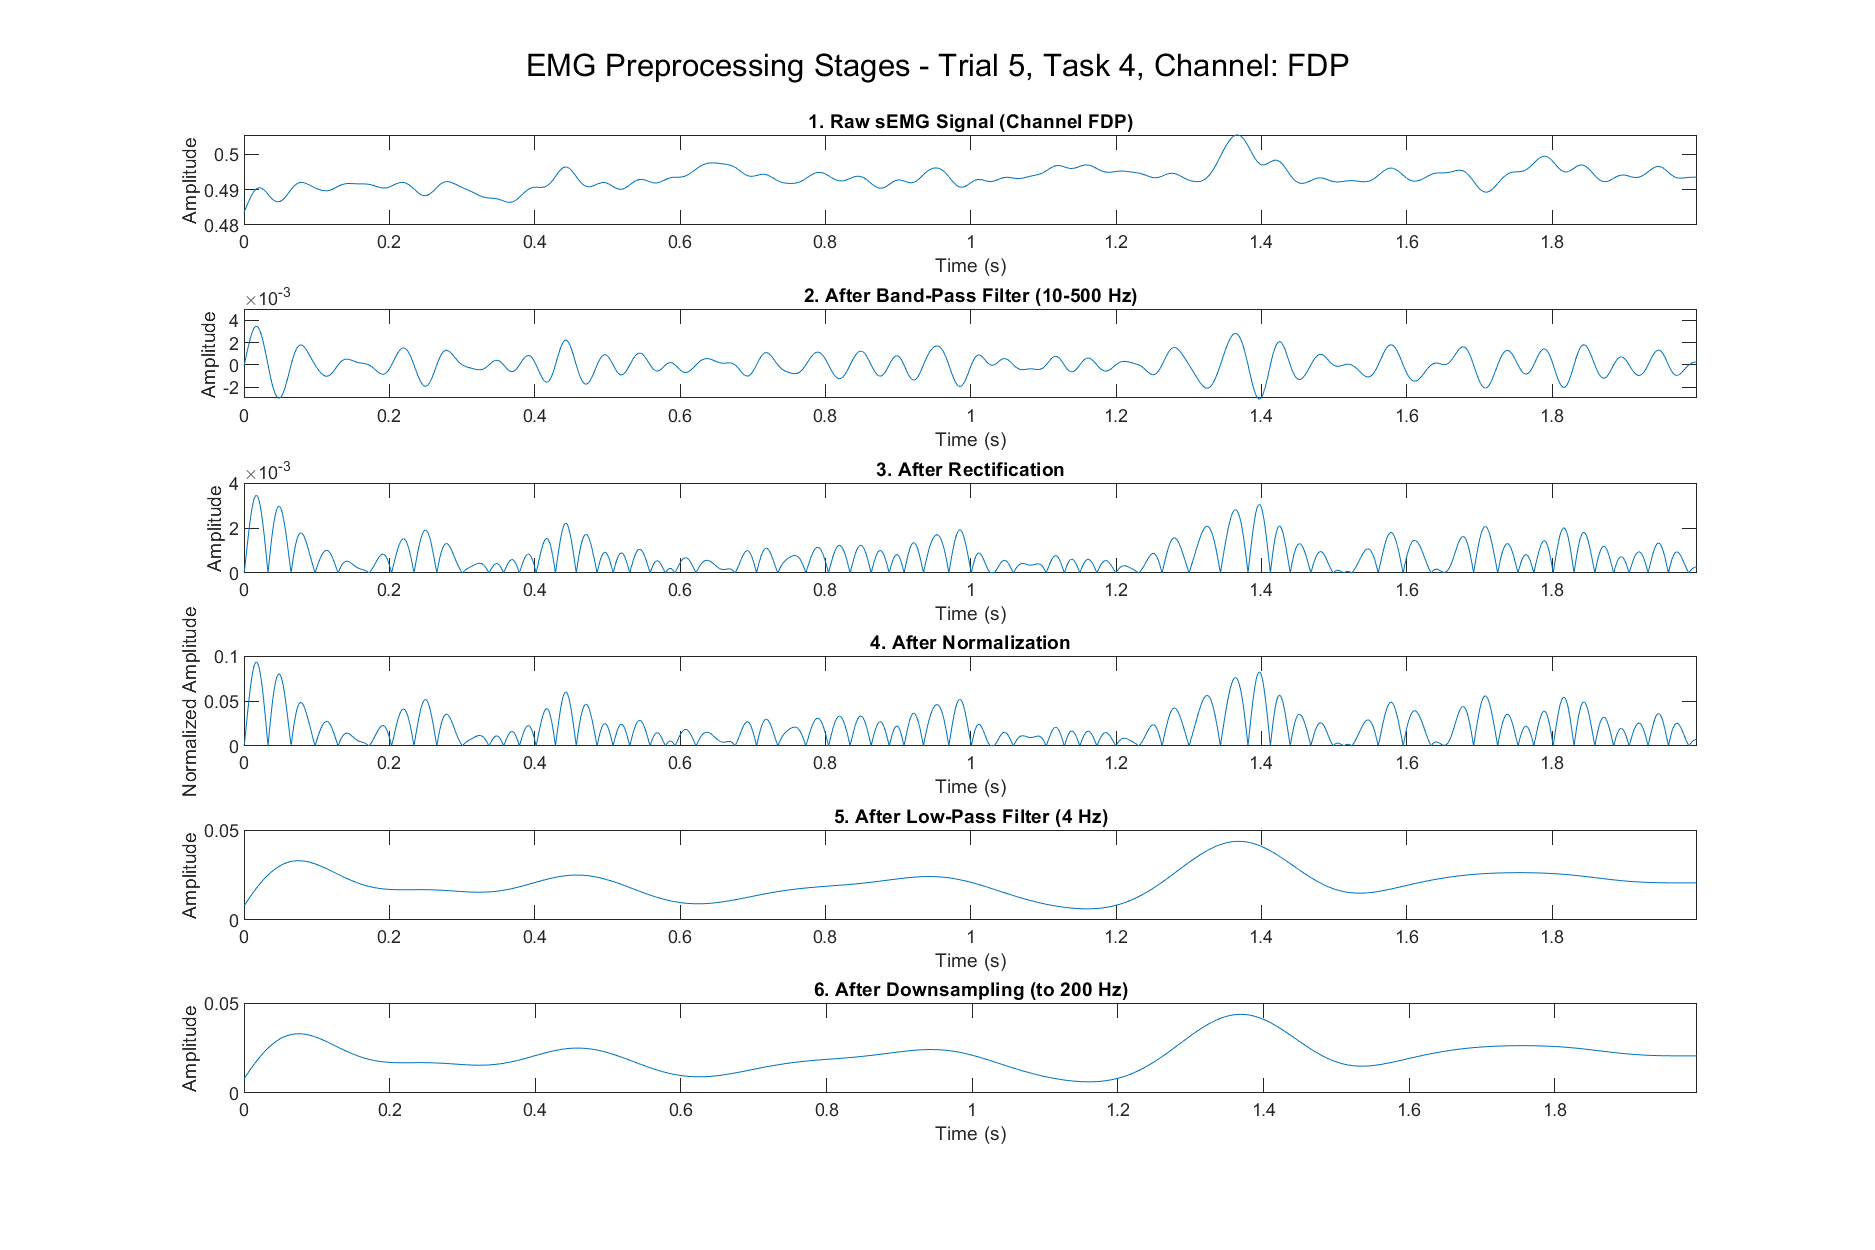 EMG Preprocessing Stages - Trial 5, Task 4, Channel: FDP
1. Raw sEMG Signal (Channel FDP)
Amplitude
0.5
0.49
0.48
0 0.2 0.4 0.6 0.8 1 1.2 1.4 1.6 1.8
Time (s)
2. After Band-Pass Filter (10-500 Hz)
×10-3
Amplitude
4
2
0
-2
0 0.2 0.4 0.6 0.8 1 1.2 1.4 1.6 1.8
Time (s)
3. After Rectification
×10-3
Amplitude
4
2
0
0 0.2 0.4 0.6 0.8 1 1.2 1.4 1.6 1.8
Time (s)
4. After Normalization
Normalized Amplitude
0.1
0.05
0
0 0.2 0.4 0.6 0.8 1 1.2 1.4 1.6 1.8
Time (s)
5. After Low-Pass Filter (4 Hz)
Amplitude
0.05
0
0 0.2 0.4 0.6 0.8 1 1.2 1.4 1.6 1.8
Time (s)
6. After Downsampling (to 200 Hz)
Amplitude
0.05
0
0 0.2 0.4 0.6 0.8 1 1.2 1.4 1.6 1.8
Time (s)